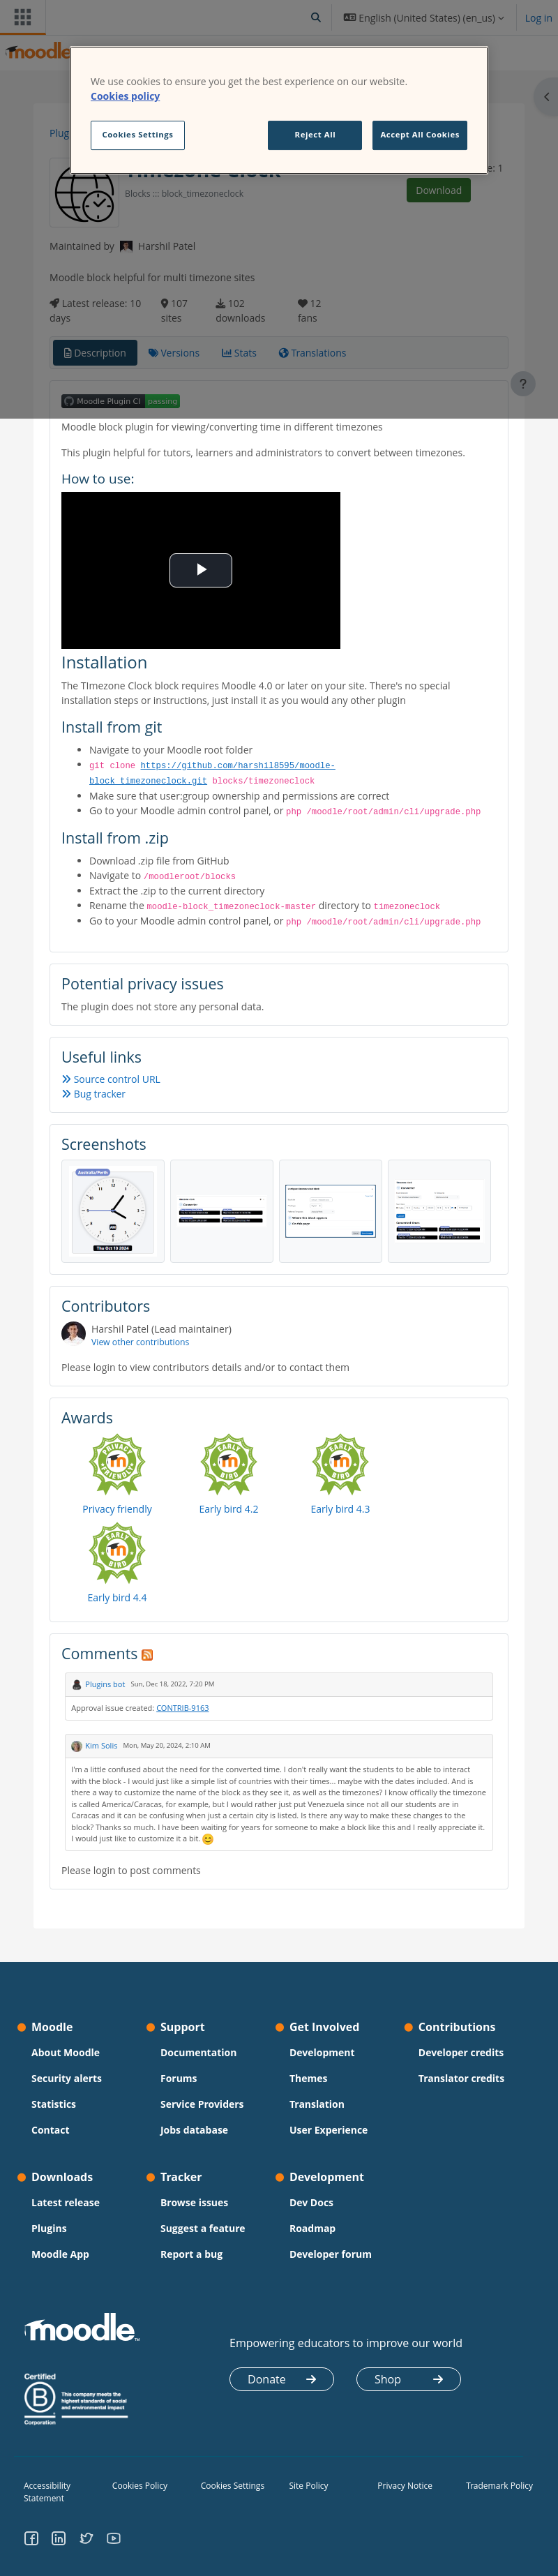 English (United States) (en_us)
Log in
moodle
We use cookies to ensure you get the best experience on our website.
Cookies policy
Cookies Settings
Reject All
Accept All Cookies
Plug
Timezone Clock
: 1
Blocks ::: block_timezoneclock
Download
Maintained by Harshil Patel
Moodle block helpful for multi timezone sites
Latest release: 10 days
107 sites
102 downloads
12 fans
Description
Versions
Stats
Translations
Moodle Plugin CI passing
Moodle block plugin for viewing/converting time in different timezones
This plugin helpful for tutors, learners and administrators to convert between timezones.
How to use:
Installation
The TImezone Clock block requires Moodle 4.0 or later on your site. There's no special
installation steps or instructions, just install it as you would any other plugin
Install from git
Navigate to your Moodle root folder
git clone https://github.com/harshil8595/moodle-
block_timezoneclock.git blocks/timezoneclock
Make sure that user:group ownership and permissions are correct
Go to your Moodle admin control panel, or php /moodle/root/admin/cli/upgrade.php
Install from .zip
Download .zip file from GitHub
Navigate to /moodleroot/blocks
Extract the .zip to the current directory
Rename the moodle-block_timezoneclock-master directory to timezoneclock
Go to your Moodle admin control panel, or php /moodle/root/admin/cli/upgrade.php
Potential privacy issues
The plugin does not store any personal data.
Useful links
Source control URL
Bug tracker
Screenshots
Australia/Perth
AM
Thu Oct 10 2024
Contributors
Harshil Patel (Lead maintainer)
View other contributions
Please login to view contributors details and/or to contact them
Awards
PRIVACY FRIENDLY
EARLY BIRD
EARLY BIRD
Privacy friendly
Early bird 4.2
Early bird 4.3
EARLY BIRD
Early bird 4.4
Comments
Plugins bot Sun, Dec 18, 2022, 7:20 PM
Approval issue created: CONTRIB-9163
Kim Solis Mon, May 20, 2024, 2:10 AM
I'm a little confused about the need for the converted time. I don't really want the students to be able to interact
with the block - I would just like a simple list of countries with their times... maybe with the dates included. And is
there a way to customize the name of the block as they see it, as well as the timezones? I know offically the timezone
is called America/Caracas, for example, but I would rather just put Venezuela since not all our students are in
Caracas and it can be confusing when just a certain city is listed. Is there any way to make these changes to the
block? Thanks so much. I have been waiting for years for someone to make a block like this and I really appreciate it.
I would just like to customize it a bit.
Please login to post comments
Moodle
About Moodle
Security alerts
Statistics
Contact
Support
Documentation
Forums
Service Providers
Jobs database
Get Involved
Development
Themes
Translation
User Experience
Contributions
Developer credits
Translator credits
Downloads
Latest release
Plugins
Moodle App
Tracker
Browse issues
Suggest a feature
Report a bug
Development
Dev Docs
Roadmap
Developer forum
moodle
Empowering educators to improve our world
Donate
Shop
Certified
B
Corporation
This company meets the
highest standards of social
and environmental impact
Accessibility Statement
Cookies Policy
Cookies Settings
Site Policy
Privacy Notice
Trademark Policy